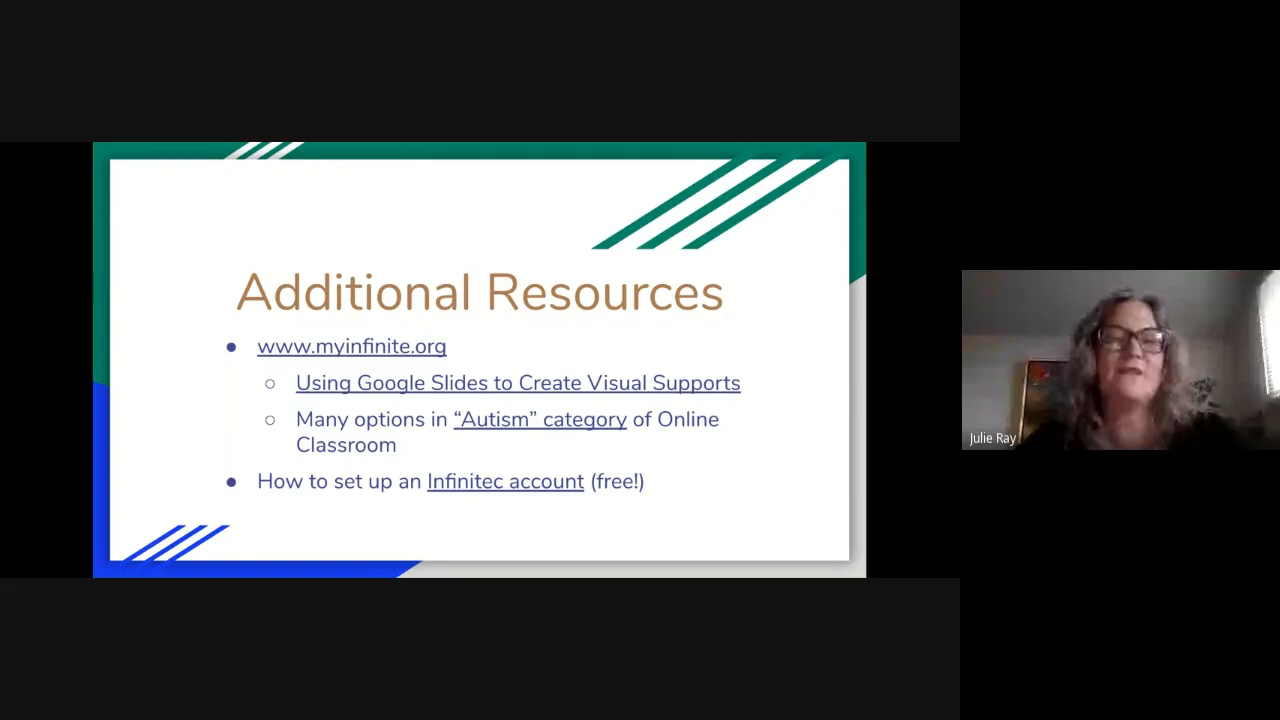 Additional Resources
● www.myinfinite.org
○ Using Google Slides to Create Visual Supports
○ Many options in “Autism” category of Online
Classroom
● How to set up an Infinitec account (free!)
Julie Ray